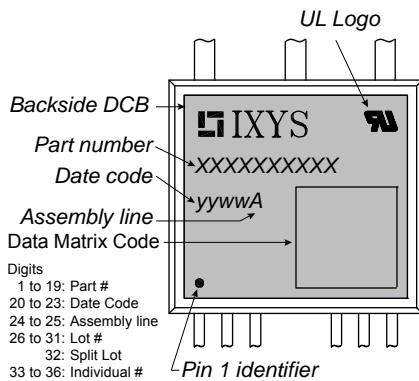 UL Logo
Backside DCB
IXYS
Part number
XXXXXXXXXX
Date code
yywwA
Assembly line
Data Matrix Code
Digits
1 to 19: Part #
20 to 23: Date Code
24 to 25: Assembly line
26 to 31: Lot #
32: Split Lot
33 to 36: Individual #
Pin 1 identifier